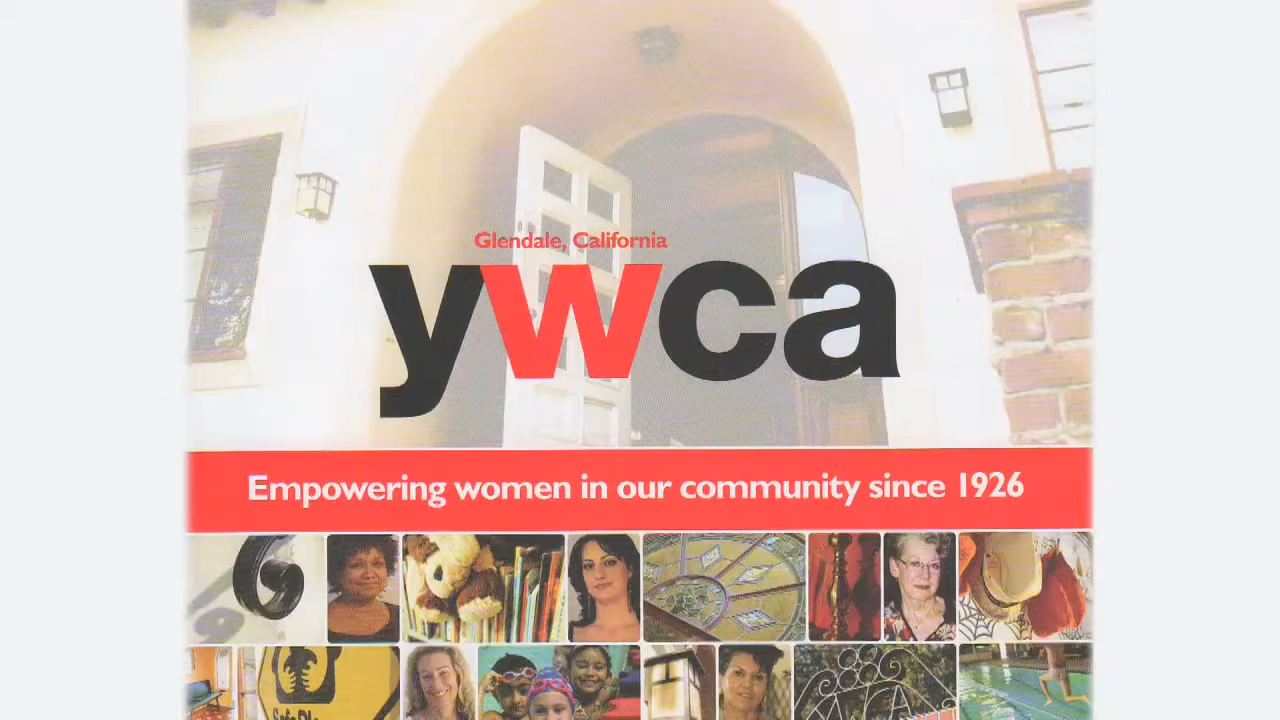 Glendale, California
ywca
Empowering women in our community since 1926